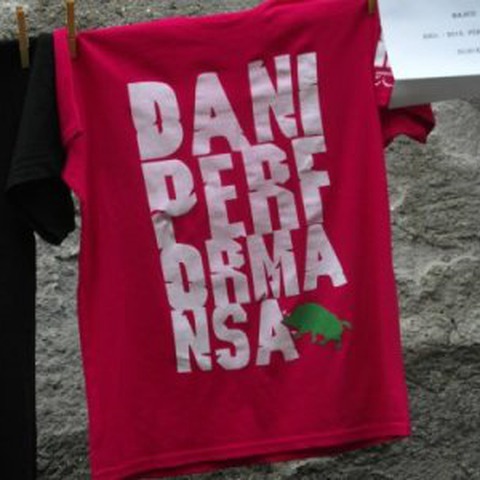 DANI
PERF
ORMA
NSA